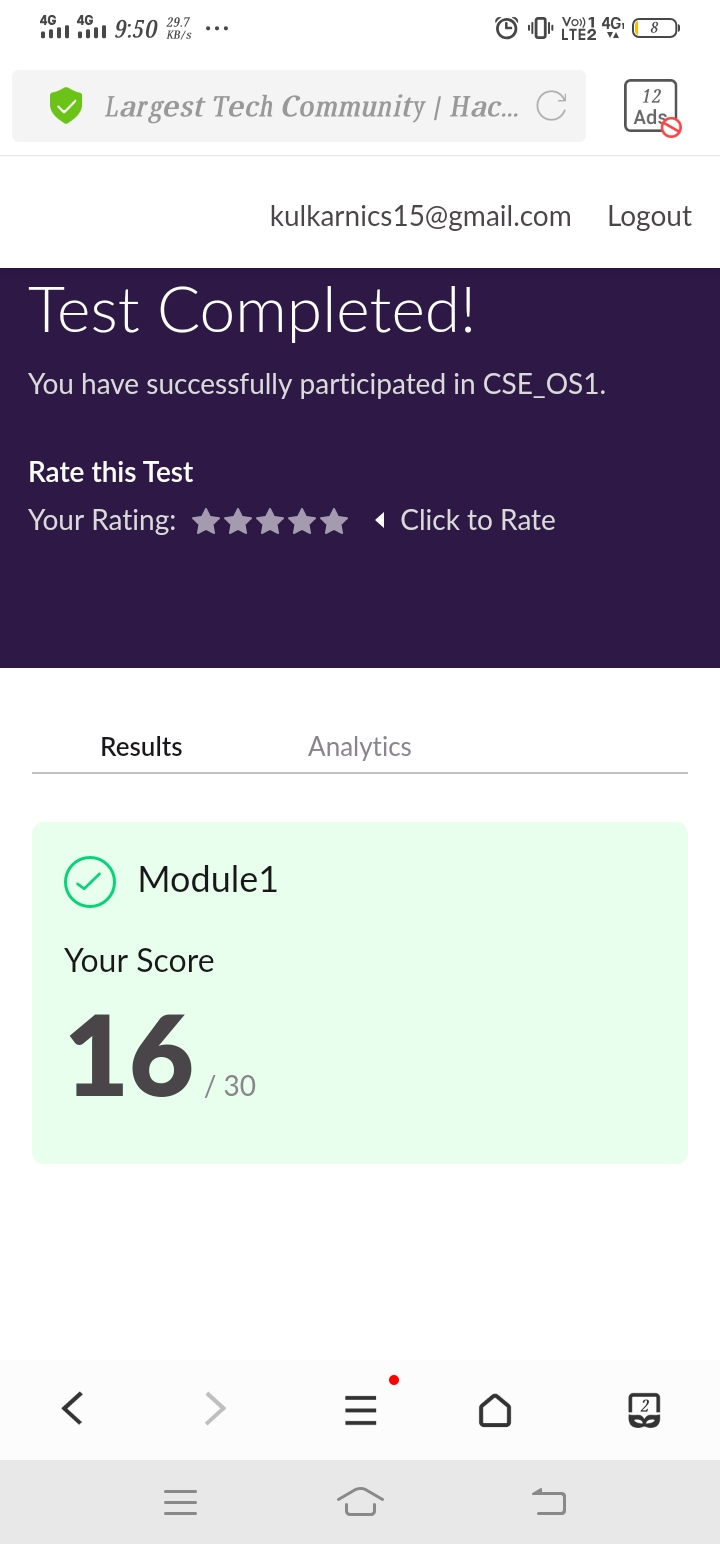 4G 4G 9:50 29.7 KB/s ... Vo) 1 LTE2 4G 8
Largest Tech Community | Hac... 12 Ads
kulkarnics15@gmail.com Logout
Test Completed!
You have successfully participated in CSE_OS1.
Rate this Test
Your Rating: Click to Rate
Results Analytics
Module1
Your Score
16 / 30
2